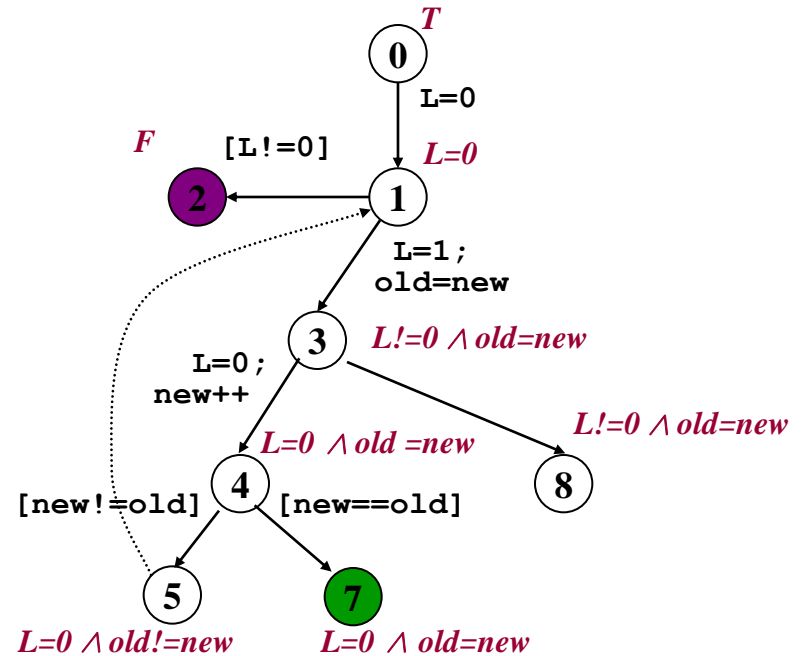 T
0
L=0
F
[L!=0]
L=0
2
1
L=1;
old=new
3
L!=0 ∧ old=new
L=0;
new++
L!=0 ∧ old=new
L=0 ∧ old =new
4
8
[new!=old]
[new==old]
5
7
L=0 ∧ old!=new
L=0 ∧ old=new